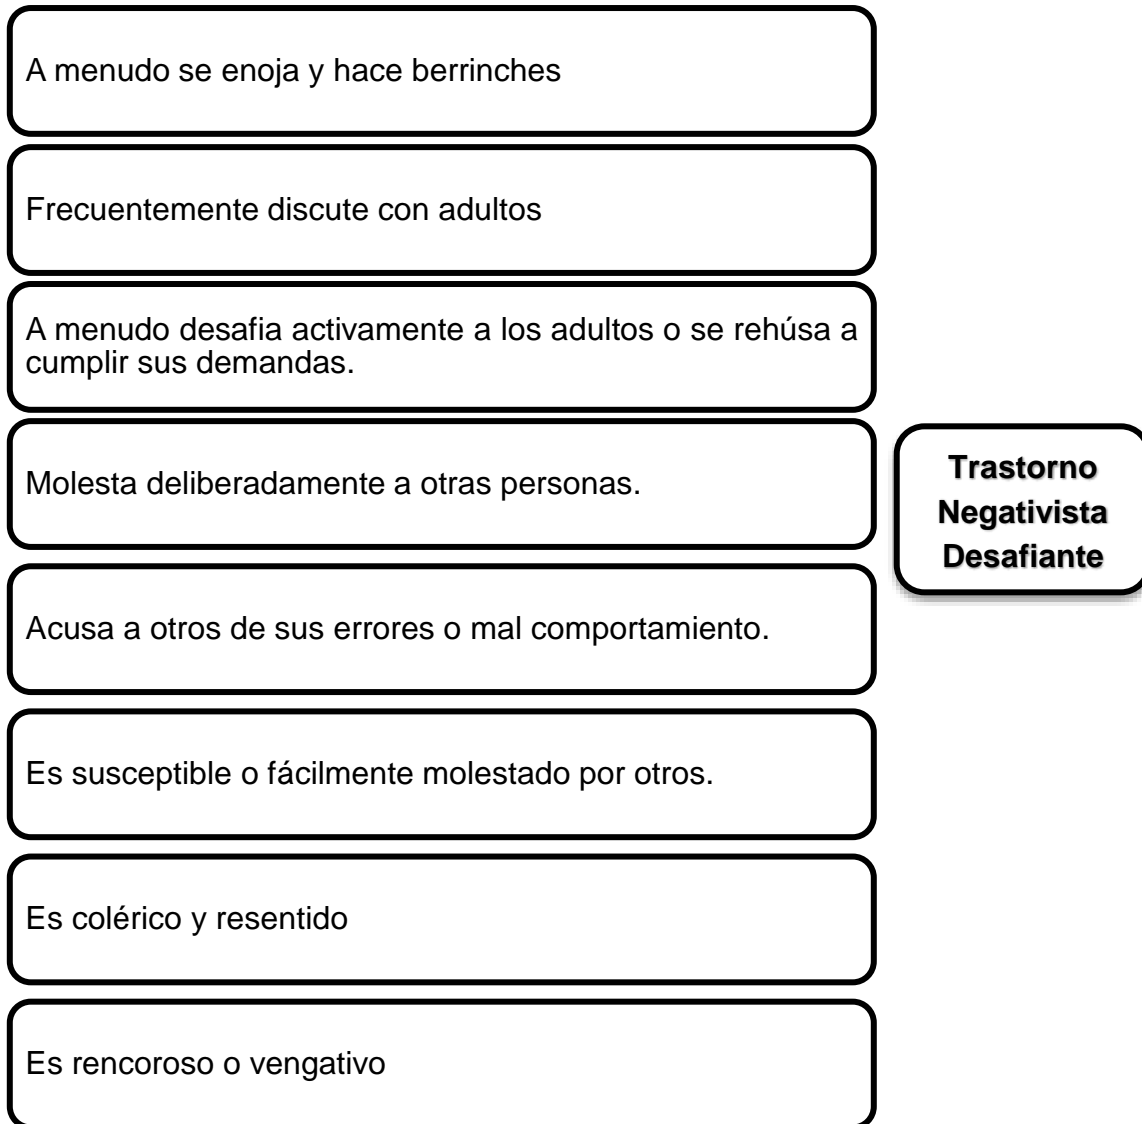 A menudo se enoja y hace berrinches
Frecuentemente discute con adultos
A menudo desafia activamente a los adultos o se rehúsa a
cumplir sus demandas.
Molesta deliberadamente a otras personas.
Acusa a otros de sus errores o mal comportamiento.
Es susceptible o fácilmente molestado por otros.
Es colérico y resentido
Es rencoroso o vengativo
Trastorno
Negativista
Desafiante